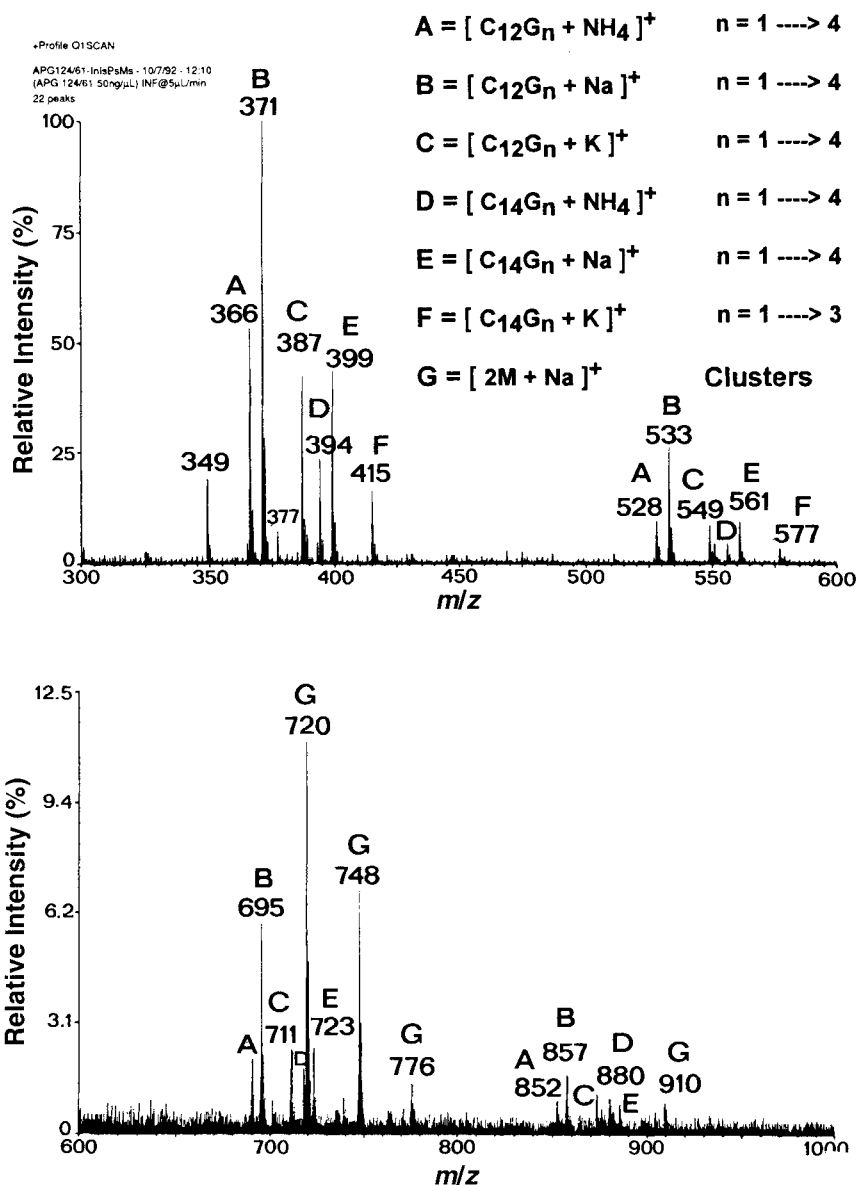 +Profile Q1SCAN
APG124/61-InisPsMs - 10/7/92 - 12:10
(APG 124/61 50ng/µL) INF@5µL/min
22 peaks
A = [ C12Gn + NH4 ]+ n = 1 ----> 4
B = [ C12Gn + Na ]+ n = 1 ----> 4
C = [ C12Gn + K ]+ n = 1 ----> 4
D = [ C14Gn + NH4 ]+ n = 1 ----> 4
E = [ C14Gn + Na ]+ n = 1 ----> 4
F = [ C14Gn + K ]+ n = 1 ----> 3
G = [ 2M + Na ]+ Clusters
Relative Intensity (%)
100
75
50
25
0
B
371
A
366
C
387
E
399
D
394
F
415
349
377
B
533
A
528
C
549
D
E
561
F
577
300 350 400 450 500 550 600
m/z
Relative Intensity (%)
12.5
9.4
6.2
3.1
0
G
720
G
748
B
695
C
711
E
723
A
D
G
776
B
857
A
852
C
D
880
E
G
910
600 700 800 900 1000
m/z